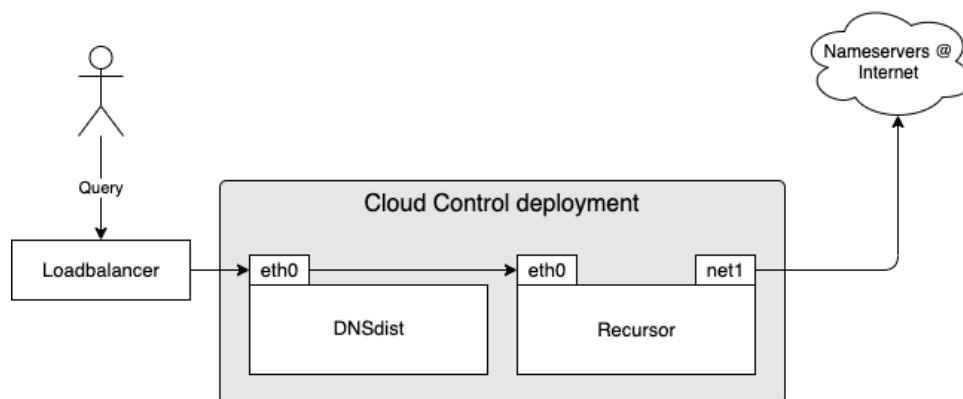 Nameservers @
Internet
Query
Cloud Control deployment
Loadbalancer
eth0
eth0
net1
DNSdist
Recursor